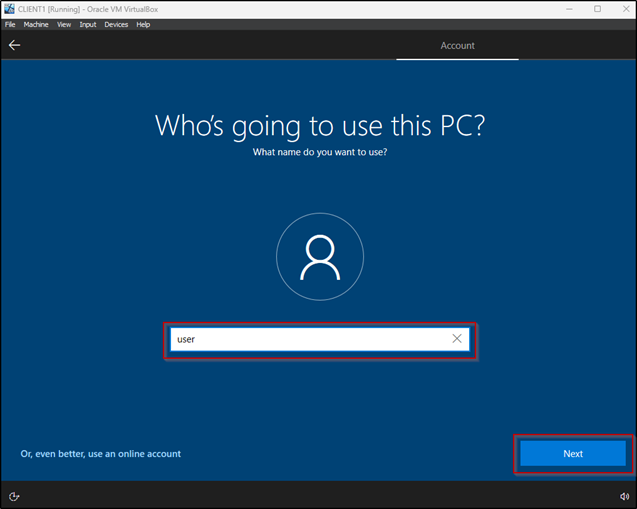 CLIENT1 [Running] - Oracle VM VirtualBox
File Machine View Input Devices Help
Account
Who's going to use this PC?
What name do you want to use?
user
Or, even better, use an online account
Next